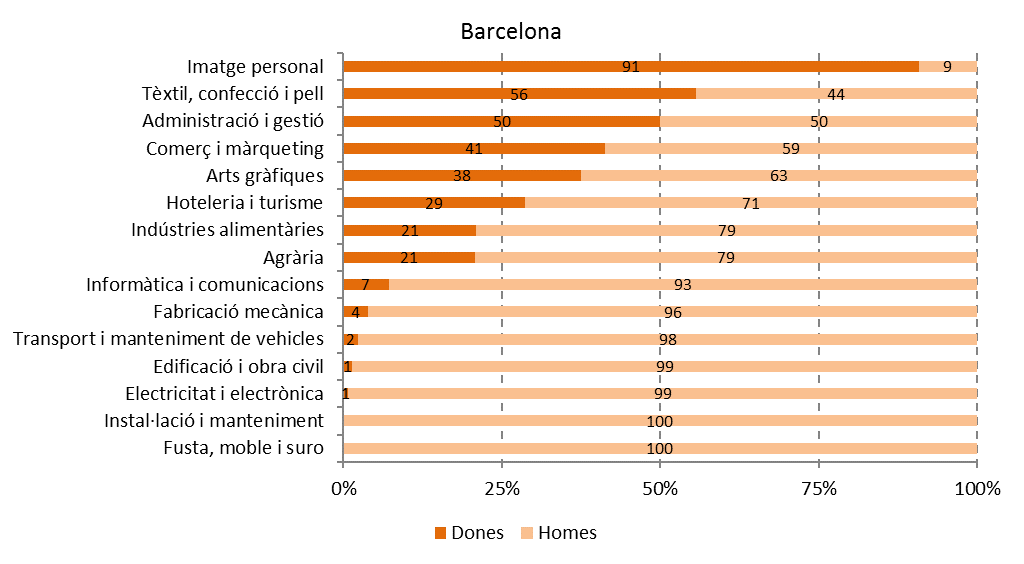 Barcelona
Imatge personal 91 9
Tèxtil, confecció i pell 56 44
Administració i gestió 50 50
Comerç i màrqueting 41 59
Arts gràfiques 38 63
Hoteleria i turisme 29 71
Indústries alimentàries 21 79
Agrària 21 79
Informàtica i comunicacions 7 93
Fabricació mecànica 4 96
Transport i manteniment de vehicles 2 98
Edificació i obra civil 1 99
Electricitat i electrònica 1 99
Instal·lació i manteniment 100
Fusta, moble i suro 100
0% 25% 50% 75% 100%
Dones Homes